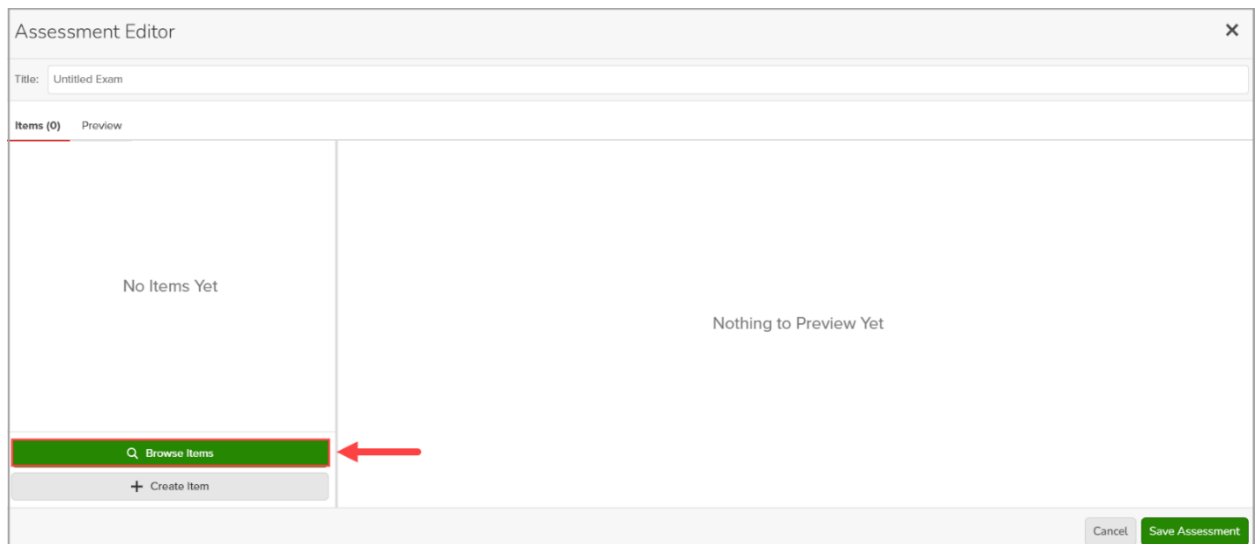 Assessment Editor
Title: Untitled Exam
Items (0) Preview
No Items Yet
Nothing to Preview Yet
Browse Items
Create Item
Cancel Save Assessment